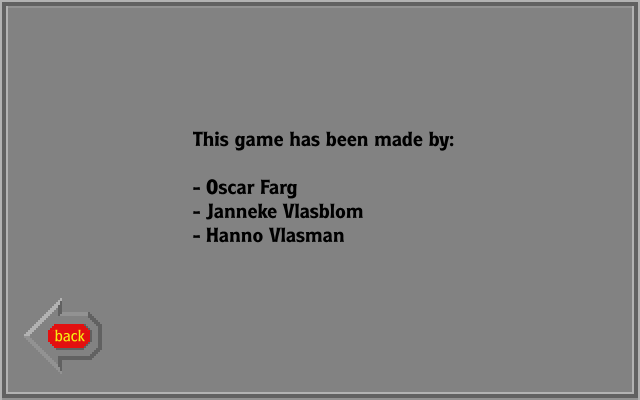 This game has been made by:
- Oscar Farg
- Janneke Vlasblom
- Hanno Vlasman
back